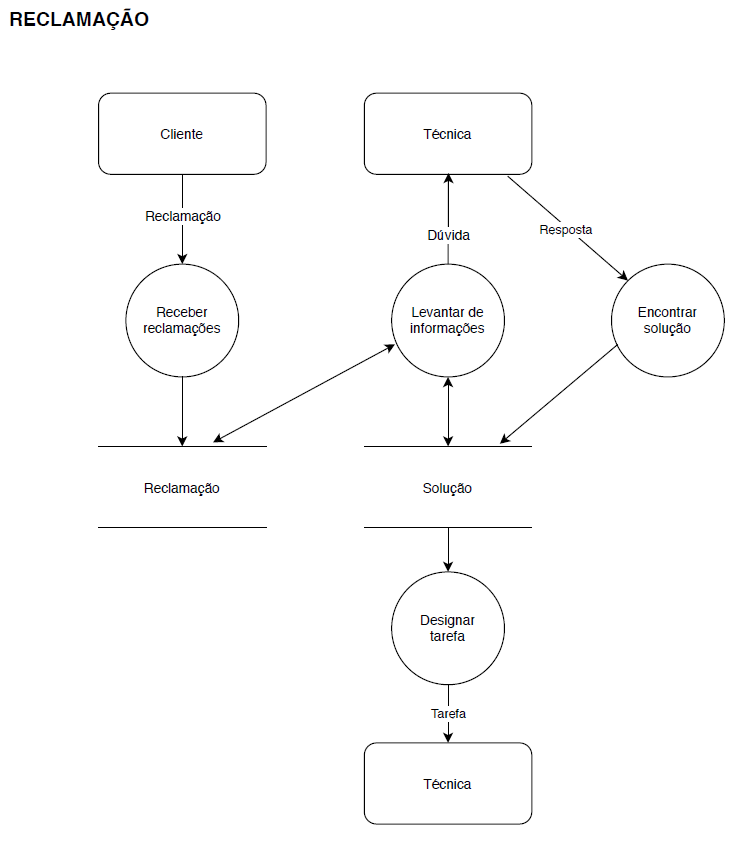 RECLAMAÇÃO
Cliente
Técnica
Reclamação
Dúvida
Resposta
Receber
reclamações
Levantar de
informações
Encontrar
solução
Reclamação
Solução
Designar
tarefa
Tarefa
Técnica